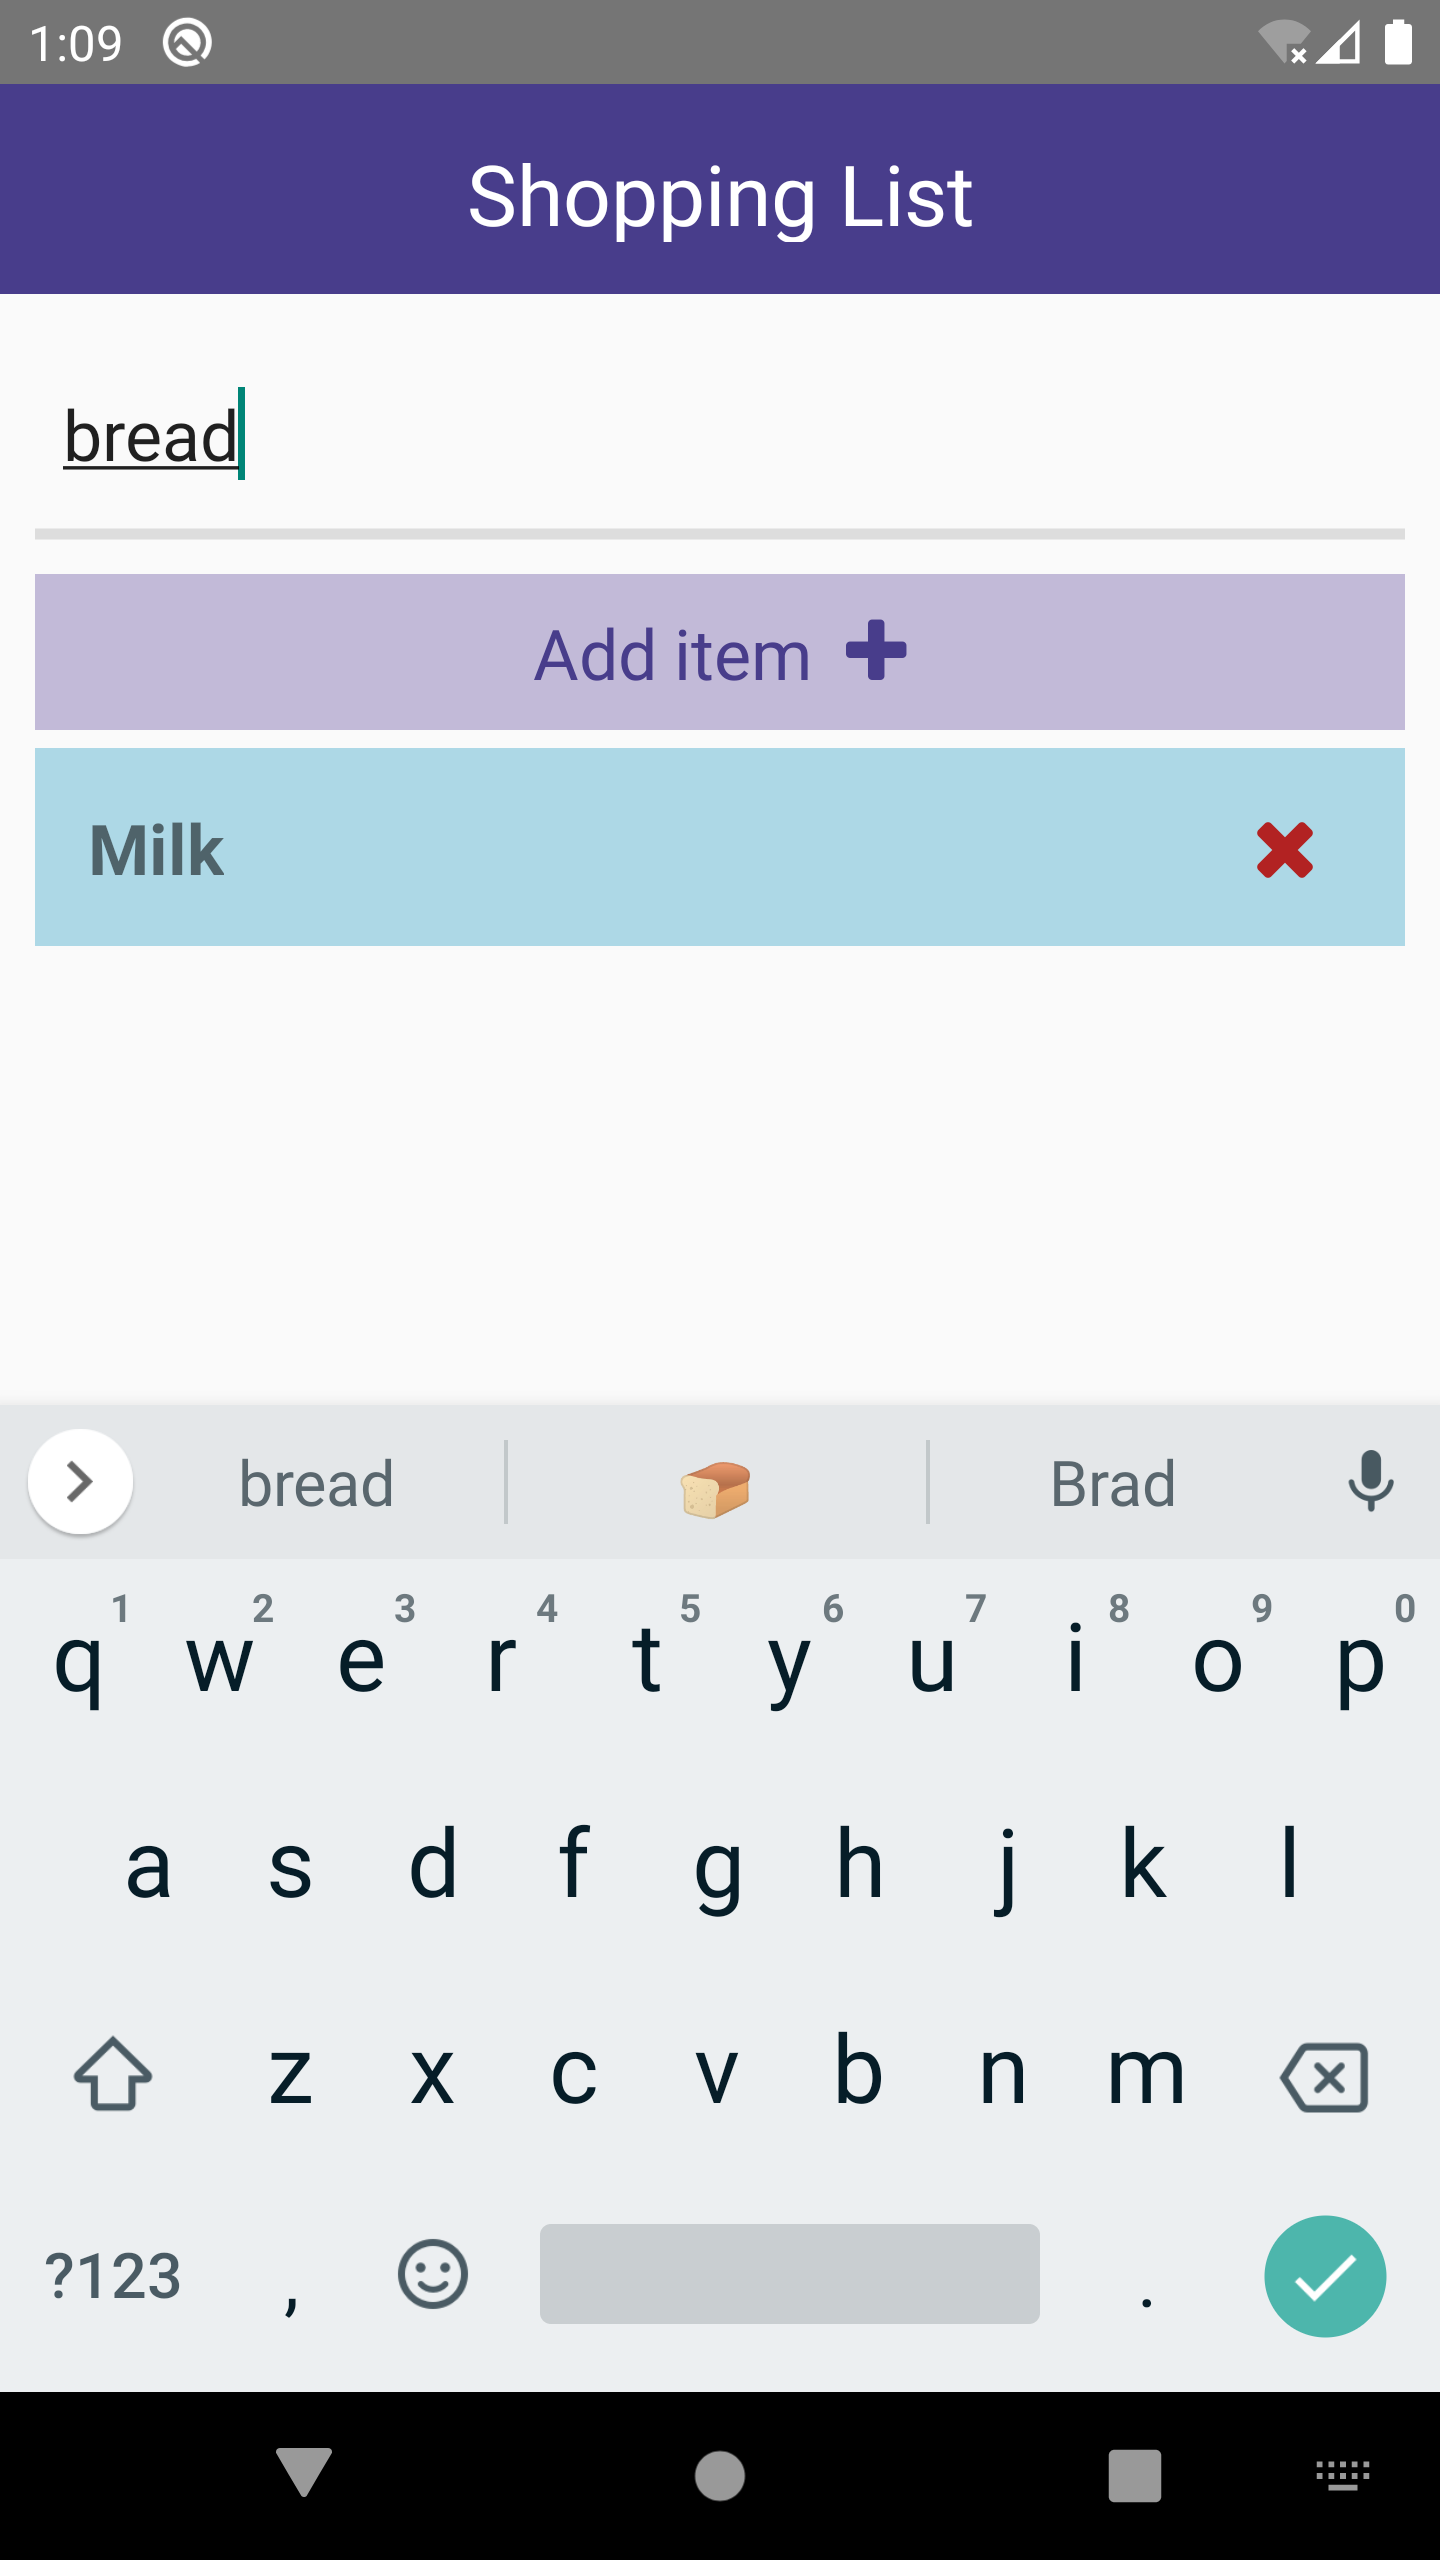 1:09
Shopping List
bread
Add item
Milk
bread Brad
1 2 3 4 5 6 7 8 9 0
q w e r t y u i o p
a s d f g h j k l
z x c v b n m
?123 , .